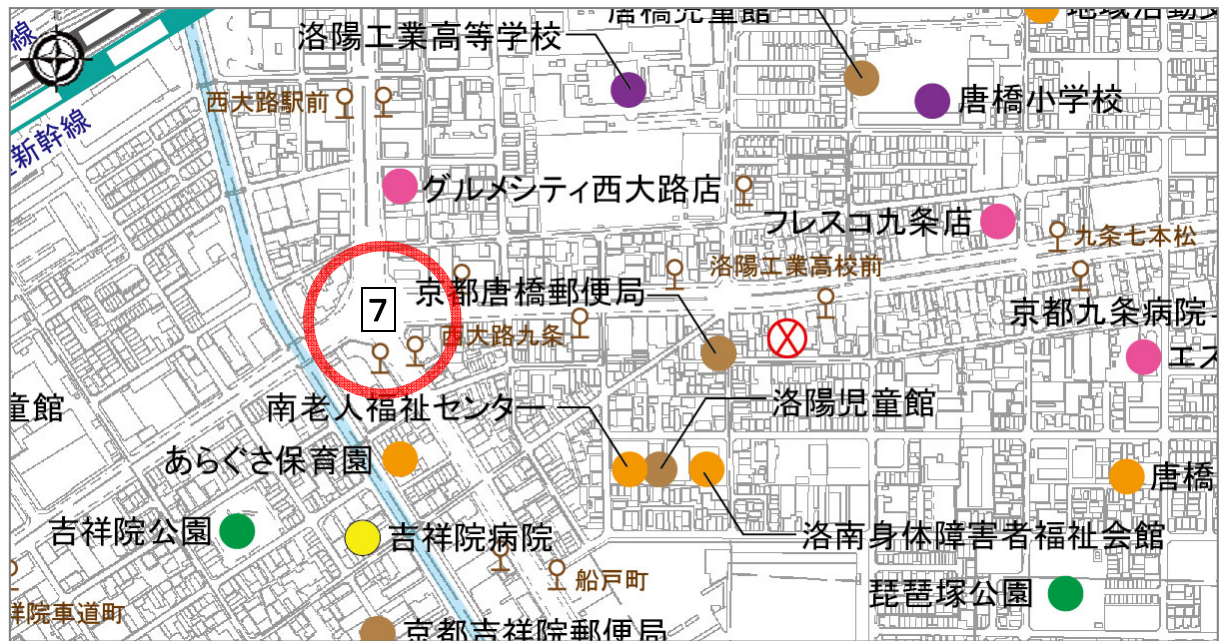 線
北
唐橋児童館
洛陽工業高等学校
西大路駅前
唐橋小学校
新幹線
グルメシティ西大路店
フレスコ九条店
九条七本松
洛陽工業高校前
7
京都唐橋郵便局
西大路九条
京都九条病院
エス
童館
南老人福祉センター
洛陽児童館
あらぐさ保育園
唐橋
吉祥院公園
吉祥院病院
洛南身体障害者福祉会館
船戸町
琵琶塚公園
祥院車道町
京都吉祥院郵便局